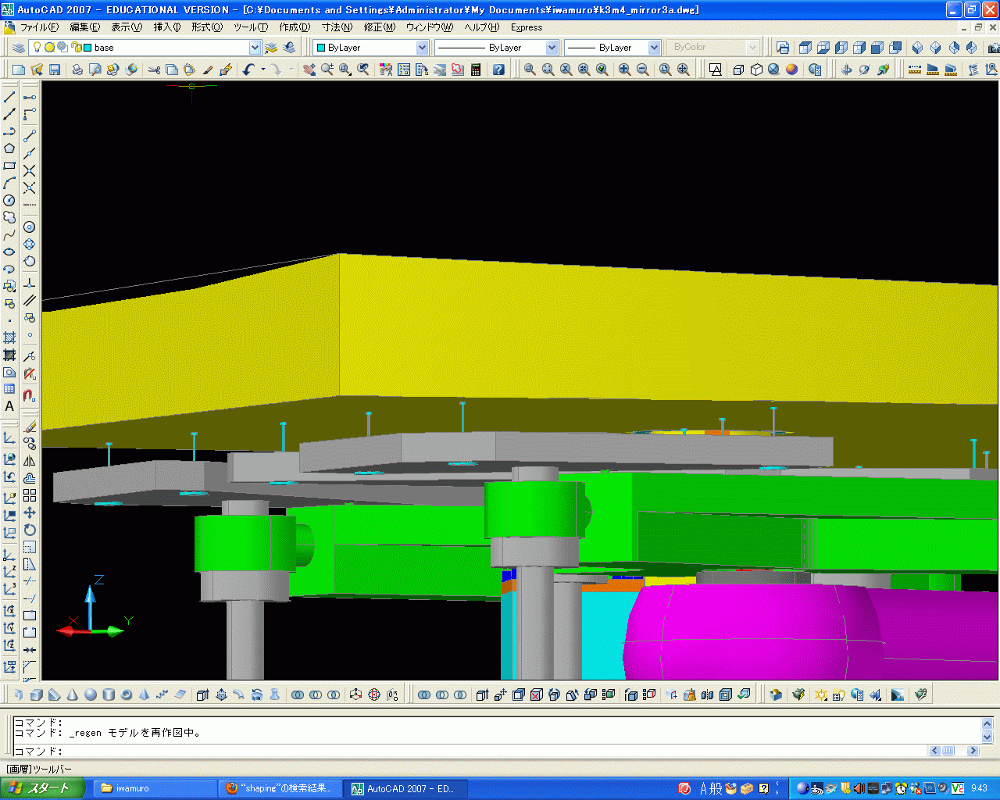 AutoCAD 2007 - EDUCATIONAL VERSION - [C:¥Documents and Settings¥Administrator¥My Documents¥iwamuro¥k3m4_mirror3a.dwg]
ファイル(F) 編集(E) 表示(V) 挿入(I) 形式(O) ツール(T) 作成(D) 寸法(N) 修正(M) ウィンドウ(W) ヘルプ(H) Express
base ByLayer ByLayer ByLayer ByColor
A
Z
X Y
コマンド:
コマンド: _regen モデルを再作図中。
コマンド:
[画層]ツールバー
スタート iwamuro "shaping"の検索結果... AutoCAD 2007 - ED... A 般 9:43